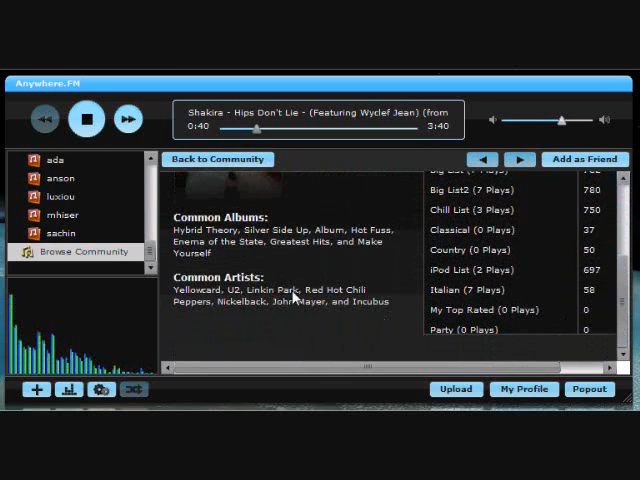 Anywhere.FM
Shakira - Hips Don't Lie - (Featuring Wyclef Jean) (from
0:40
3:40
ada
anson
luxiou
mhiser
sachin
Browse Community
Back to Community
Add as Friend
Common Albums:
Hybrid Theory, Silver Side Up, Album, Hot Fuss,
Enema of the State, Greatest Hits, and Make
Yourself
Common Artists:
Yellowcard, U2, Linkin Park, Red Hot Chili
Peppers, Nickelback, John Mayer, and Incubus
Big List (7 Plays)
Big List2 (7 Plays) 780
Chill List (3 Plays) 750
Classical (0 Plays) 37
Country (0 Plays) 50
iPod List (2 Plays) 697
Italian (7 Plays) 58
My Top Rated (0 Plays) 0
Party (0 Plays) 0
Upload
My Profile
Popout